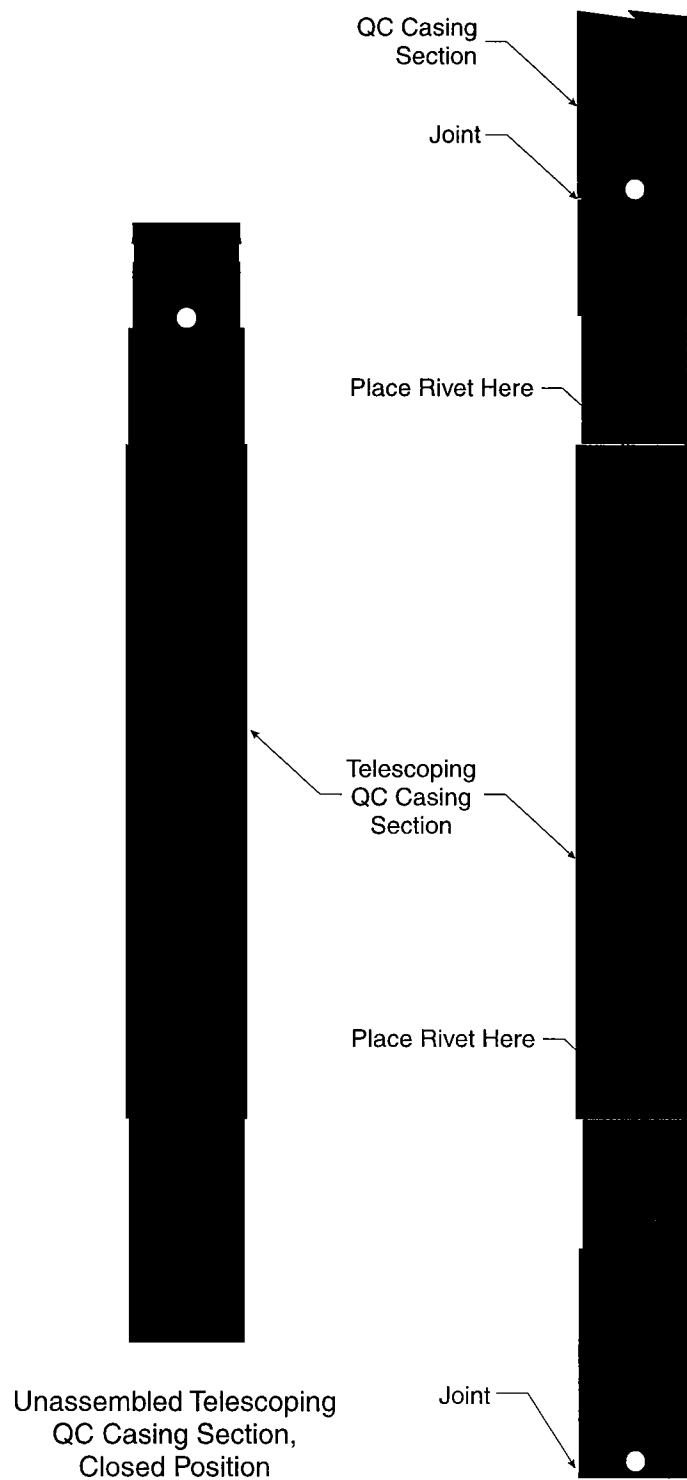 QC Casing
Section
Joint
Place Rivet Here
Telescoping
QC Casing
Section
Place Rivet Here
Joint
Unassembled Telescoping
QC Casing Section,
Closed Position